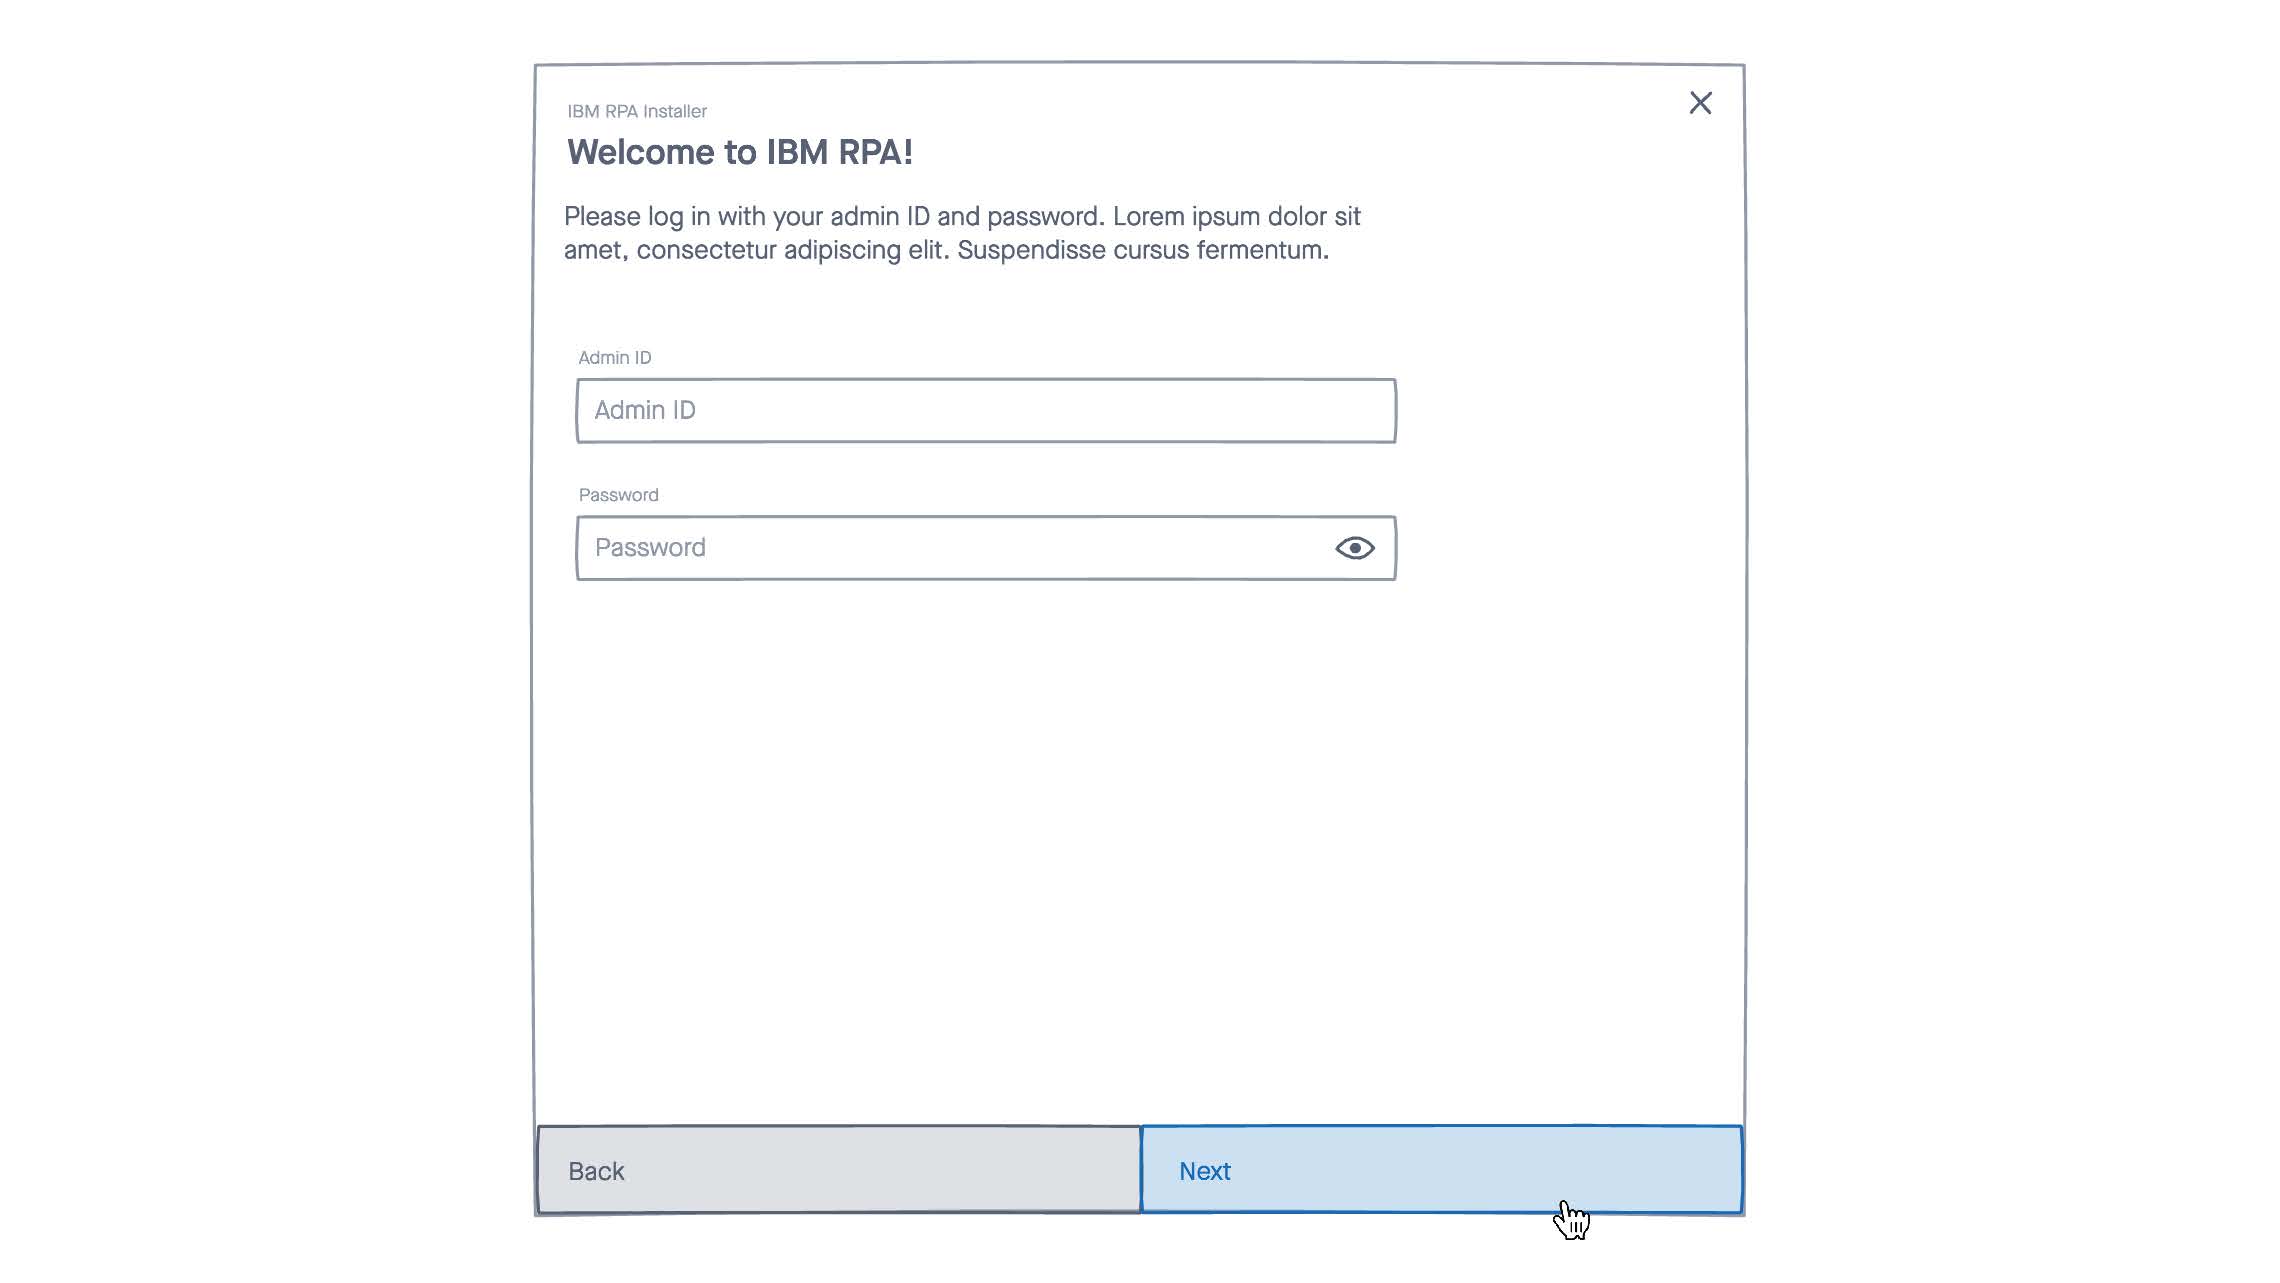 IBM RPA Installer
Welcome to IBM RPA!
Please log in with your admin ID and password. Lorem ipsum dolor sit
amet, consectetur adipiscing elit. Suspendisse cursus fermentum.
Admin ID
Admin ID
Password
Password
Back
Next